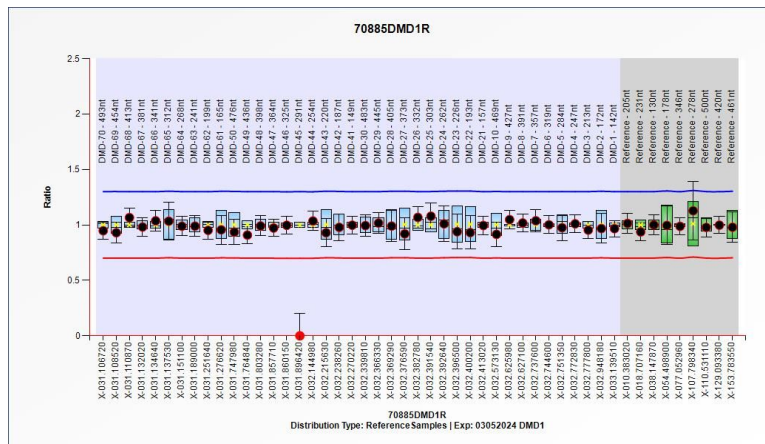 70885DMD1R
2.5
2
1.5
1
0.5
0
Ratio
DMD-70 - 493nt
DMD-69 - 454nt
DMD-68 - 413nt
DMD-67 - 381nt
DMD-66 - 341nt
DMD-65 - 312nt
DMD-64 - 268nt
DMD-63 - 241nt
DMD-62 - 199nt
DMD-61 - 165nt
DMD-50 - 476nt
DMD-49 - 436nt
DMD-48 - 398nt
DMD-47 - 364nt
DMD-46 - 325nt
DMD-45 - 291nt
DMD-44 - 254nt
DMD-43 - 220nt
DMD-42 - 187nt
DMD-41 - 149nt
DMD-30 - 483nt
DMD-29 - 445nt
DMD-28 - 405nt
DMD-27 - 373nt
DMD-26 - 332nt
DMD-25 - 303nt
DMD-24 - 262nt
DMD-23 - 226nt
DMD-22 - 193nt
DMD-21 - 157nt
DMD-10 - 469nt
DMD-9 - 427nt
DMD-8 - 391nt
DMD-7 - 357nt
DMD-6 - 319nt
DMD-5 - 284nt
DMD-4 - 247nt
DMD-3 - 213nt
DMD-2 - 172nt
DMD-1 - 142nt
Reference - 205nt
Reference - 231nt
Reference - 130nt
Reference - 178nt
Reference - 346nt
Reference - 278nt
Reference - 500nt
Reference - 420nt
Reference - 461nt
X-031.106720
X-031.108520
X-031.110870
X-031.132020
X-031.134640
X-031.137530
X-031.151100
X-031.189000
X-031.251640
X-031.276620
X-031.747980
X-031.764840
X-031.803280
X-031.857710
X-031.860150
X-031.896420
X-032.144980
X-032.215630
X-032.238260
X-032.270220
X-032.339810
X-032.366330
X-032.369290
X-032.376590
X-032.382780
X-032.391540
X-032.392640
X-032.396500
X-032.400200
X-032.413020
X-032.573130
X-032.625980
X-032.627100
X-032.737600
X-032.744600
X-032.751350
X-032.772830
X-032.777800
X-032.948180
X-033.139510
X-010.383020
X-018.707160
X-038.147870
X-054.498900
X-077.052960
X-107.798340
X-110.531110
X-129.093380
X-153.783550
70885DMD1R
Distribution Type: ReferenceSamples | Exp: 03052024 DMD1